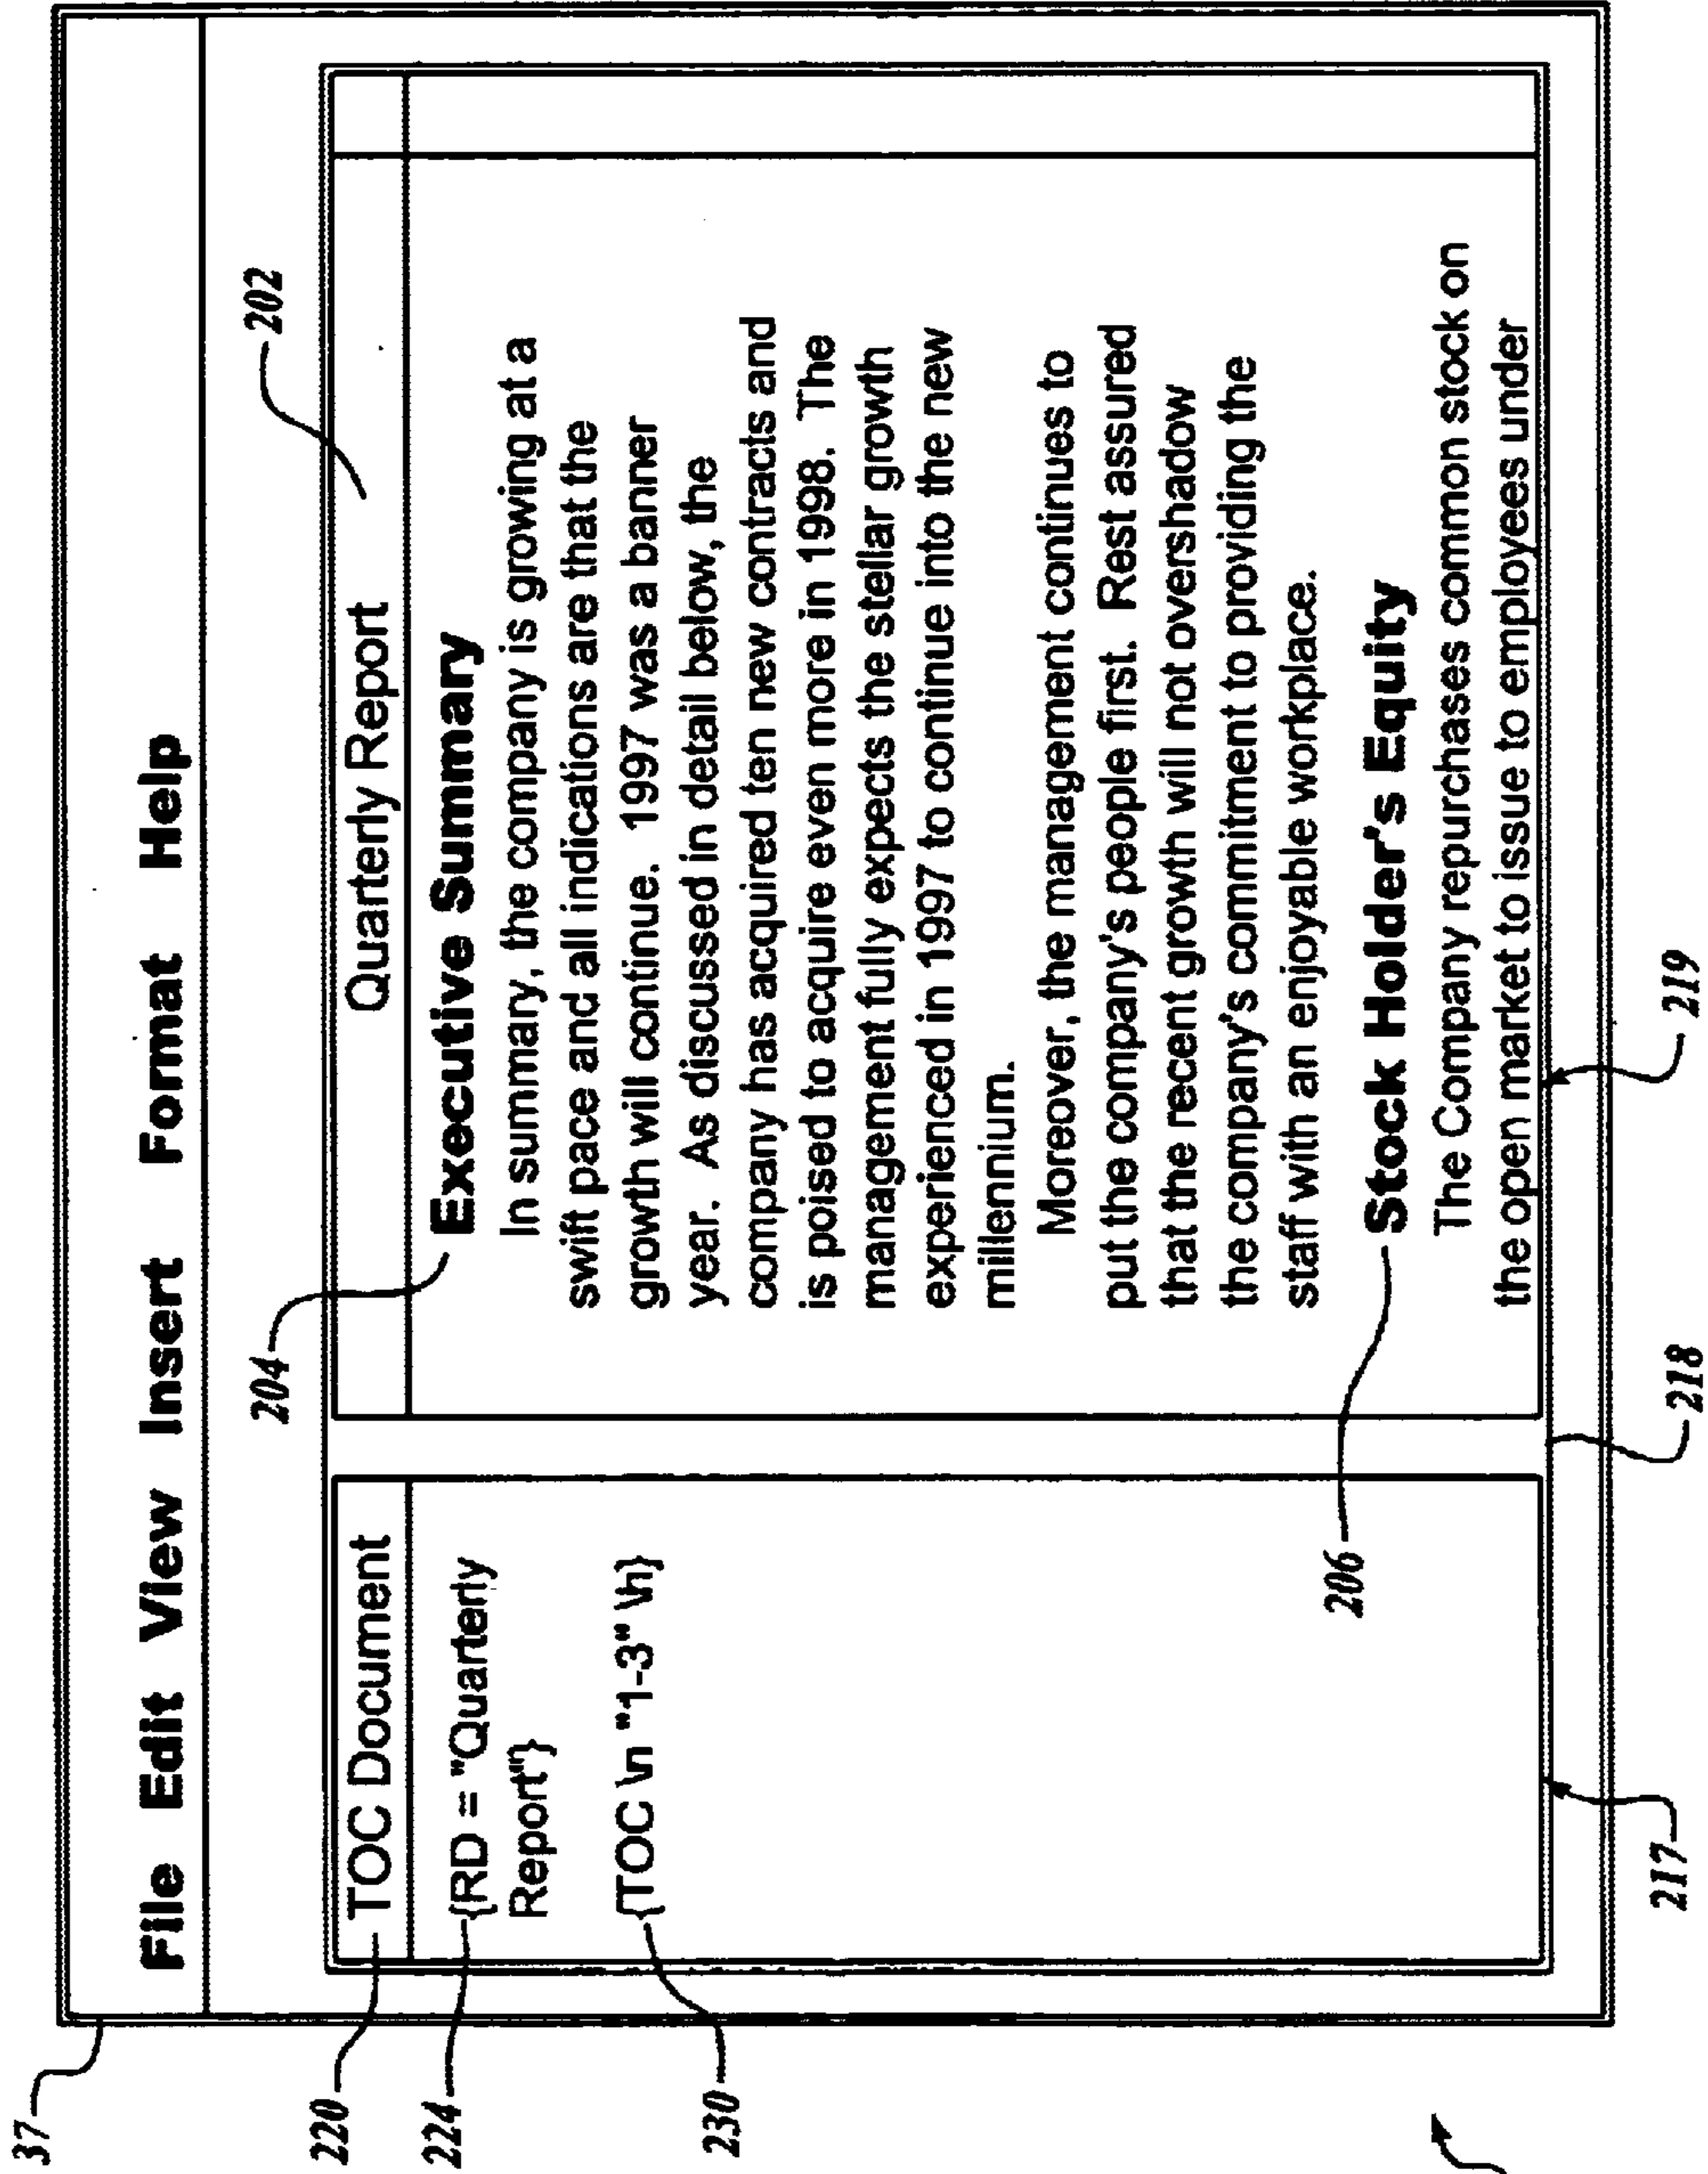 37
File Edit View Insert Format Help
204
202
220
TOC Document
224
{RD = "Quarterly
Report"}
230
{TOC \n "1-3" \h}
Quarterly Report
Executive Summary
In summary, the company is growing at a
swift pace and all indications are that the
growth will continue. 1997 was a banner
year. As discussed in detail below, the
company has acquired ten new contracts and
is poised to acquire even more in 1998. The
management fully expects the stellar growth
experienced in 1997 to continue into the new
millennium.
Moreover, the management continues to
put the company's people first. Rest assured
that the recent growth will not overshadow
the company's commitment to providing the
staff with an enjoyable workplace.
206
Stock Holder's Equity
The Company repurchases common stock on
the open market to issue to employees under
217
218
219